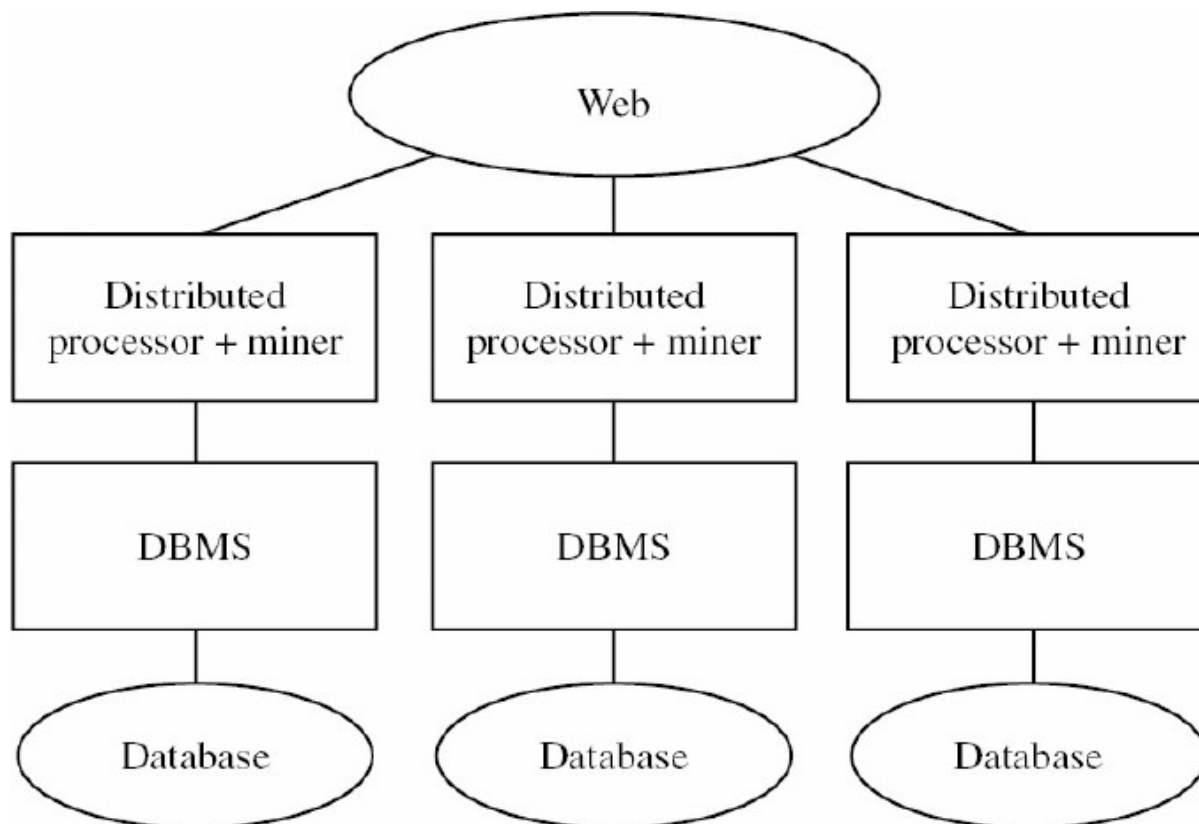 Web
Distributed
processor + miner
Distributed
processor + miner
Distributed
processor + miner
DBMS
DBMS
DBMS
Database
Database
Database